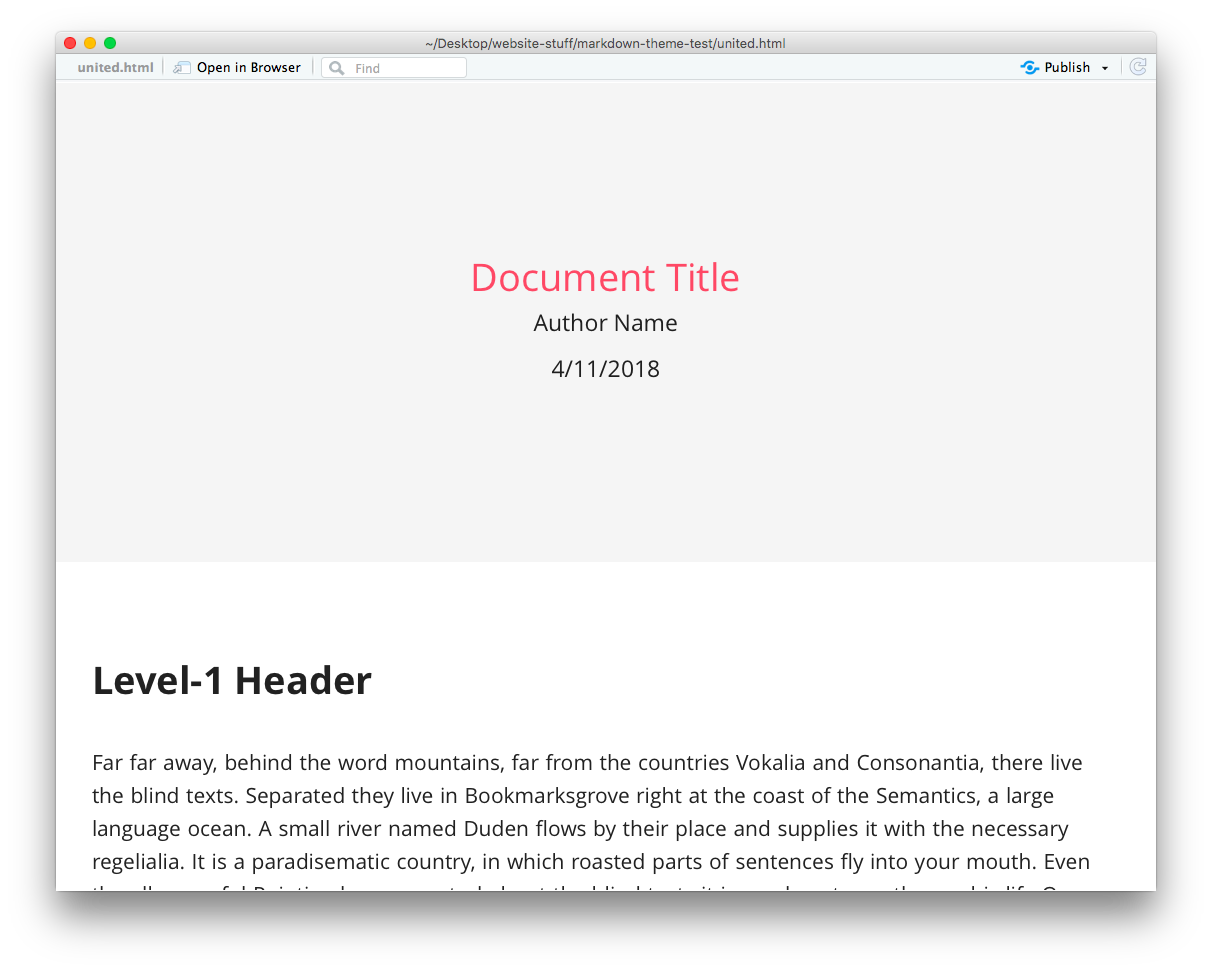 ~/Desktop/website-stuff/markdown-theme-test/united.html
united.html Open in Browser Find Publish
Document Title
Author Name
4/11/2018
Level-1 Header
Far far away, behind the word mountains, far from the countries Vokalia and Consonantia, there live
the blind texts. Separated they live in Bookmarksgrove right at the coast of the Semantics, a large
language ocean. A small river named Duden flows by their place and supplies it with the necessary
regelialia. It is a paradisematic country, in which roasted parts of sentences fly into your mouth. Even